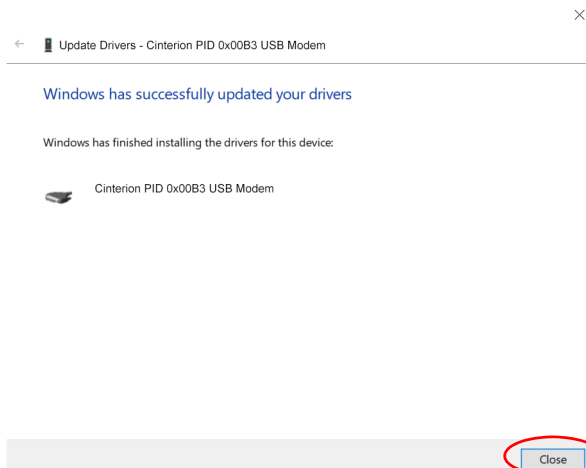 Update Drivers - Cinterion PID 0x00B3 USB Modem
Windows has successfully updated your drivers
Windows has finished installing the drivers for this device:
Cinterion PID 0x00B3 USB Modem
Close